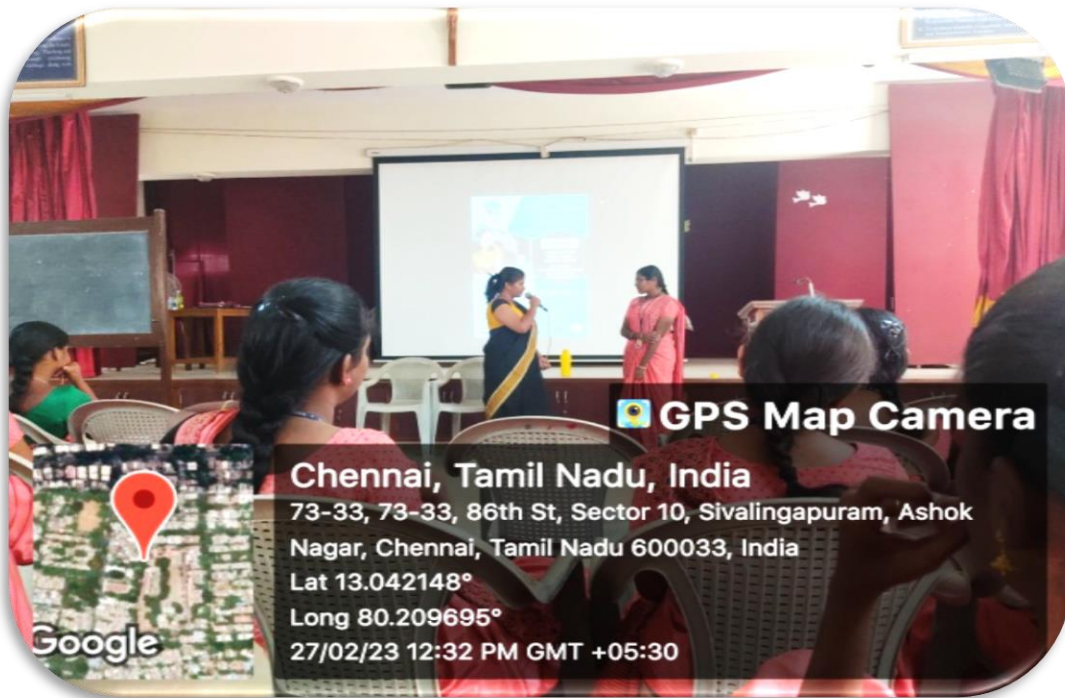 GPS Map Camera
Chennai, Tamil Nadu, India
73-33, 73-33, 86th St, Sector 10, Sivalingapuram, Ashok
Nagar, Chennai, Tamil Nadu 600033, India
Lat 13.042148°
Long 80.209695°
27/02/23 12:32 PM GMT +05:30
Google